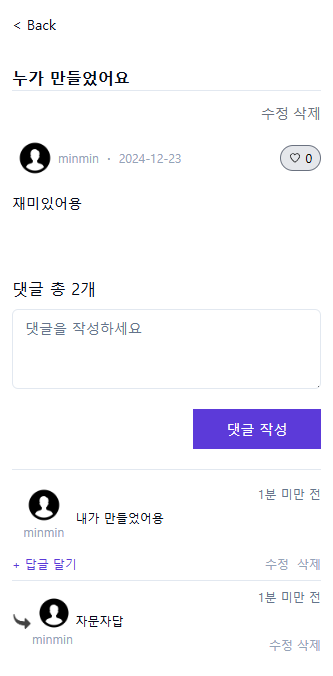 < Back
누가 만들었어요
수정 삭제
minmin · 2024-12-23
♡ 0
재미있어용
댓글 총 2개
댓글을 작성하세요
댓글 작성
1분 미만 전
내가 만들었어용
minmin
+ 답글 달기
수정 삭제
1분 미만 전
자문자답
minmin
수정 삭제